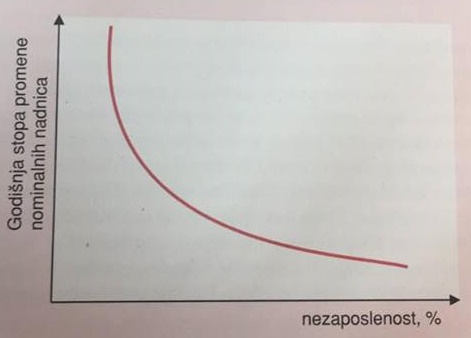 Godišnja stopa promene
nominalnih nadnica
nezaposlenost, %